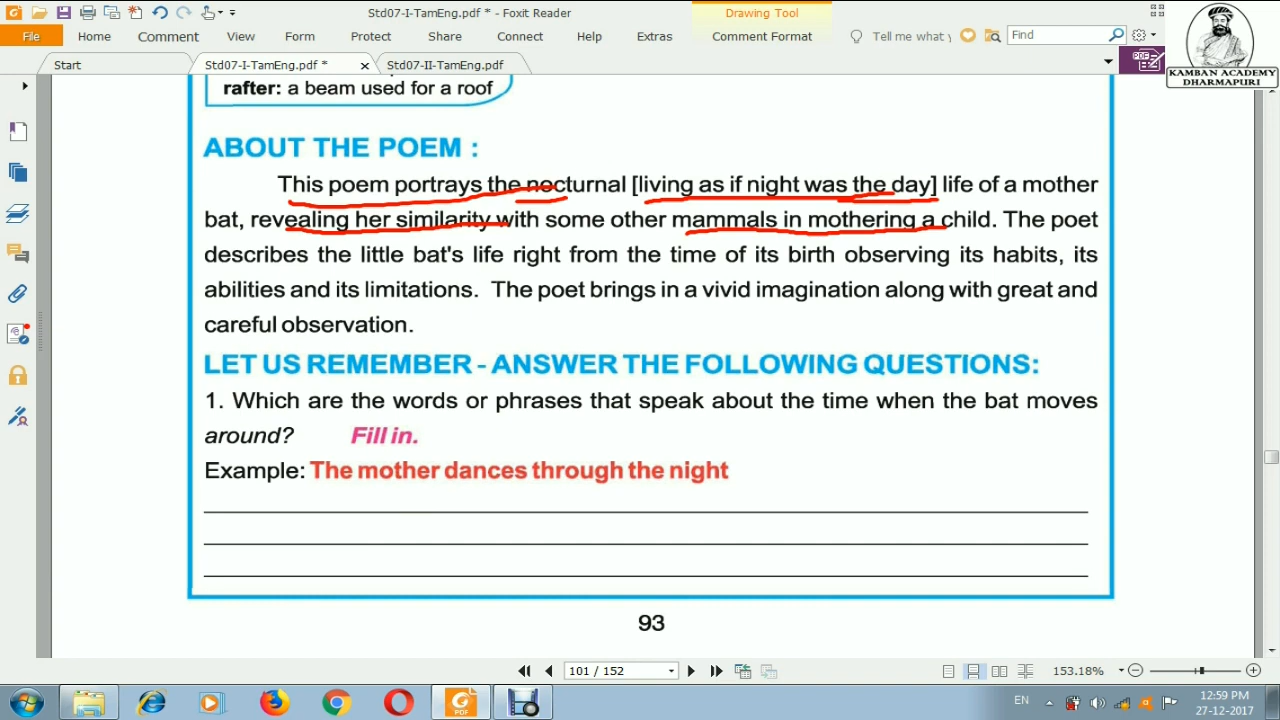 Std07-I-TamEng.pdf * - Foxit Reader
Drawing Tool
File Home Comment View Form Protect Share Connect Help Extras Comment Format Tell me what y Find
Start Std07-I-TamEng.pdf * Std07-II-TamEng.pdf
PDF
KAMBAN ACADEMY
DHARMAPURI
rafter: a beam used for a roof
ABOUT THE POEM :
This poem portrays the nocturnal [living as if night was the day] life of a mother
bat, revealing her similarity with some other mammals in mothering a child. The poet
describes the little bat's life right from the time of its birth observing its habits, its
abilities and its limitations. The poet brings in a vivid imagination along with great and
careful observation.
LET US REMEMBER - ANSWER THE FOLLOWING QUESTIONS:
1. Which are the words or phrases that speak about the time when the bat moves
around? Fill in.
Example: The mother dances through the night
93
101 / 152
153.18%
PDF
EN
12:59 PM
27-12-2017